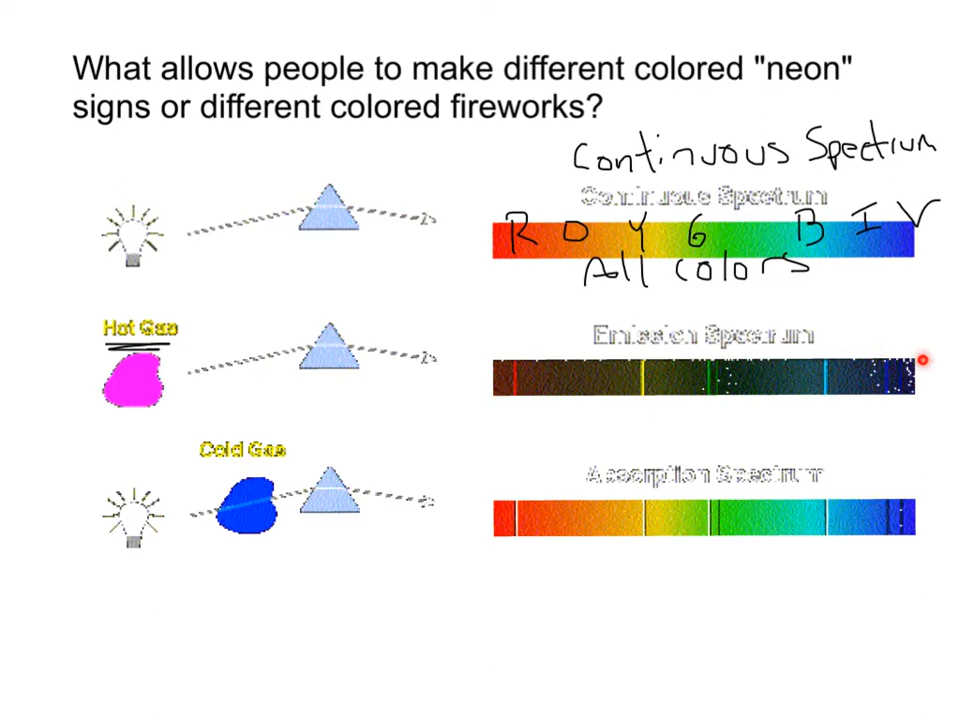 What allows people to make different colored "neon"
signs or different colored fireworks?
Continuous Spectrum
Continuous Spectrum
R O Y G B I V
All colors
Hot Gas
Emission Spectrum
Cold Gas
Absorption Spectrum